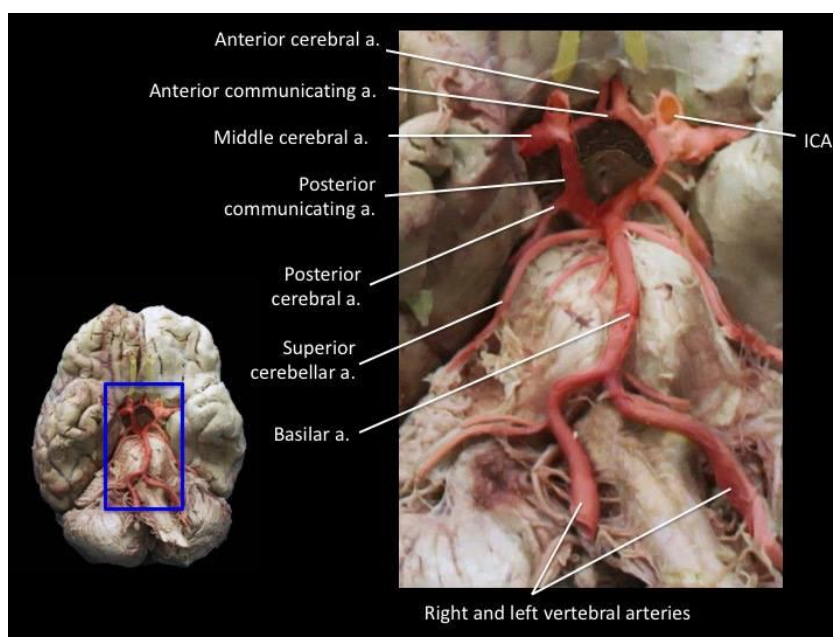 Anterior cerebral a.
Anterior communicating a.
Middle cerebral a.
ICA
Posterior
communicating a.
Posterior
cerebral a.
Superior
cerebellar a.
Basilar a.
Right and left vertebral arteries